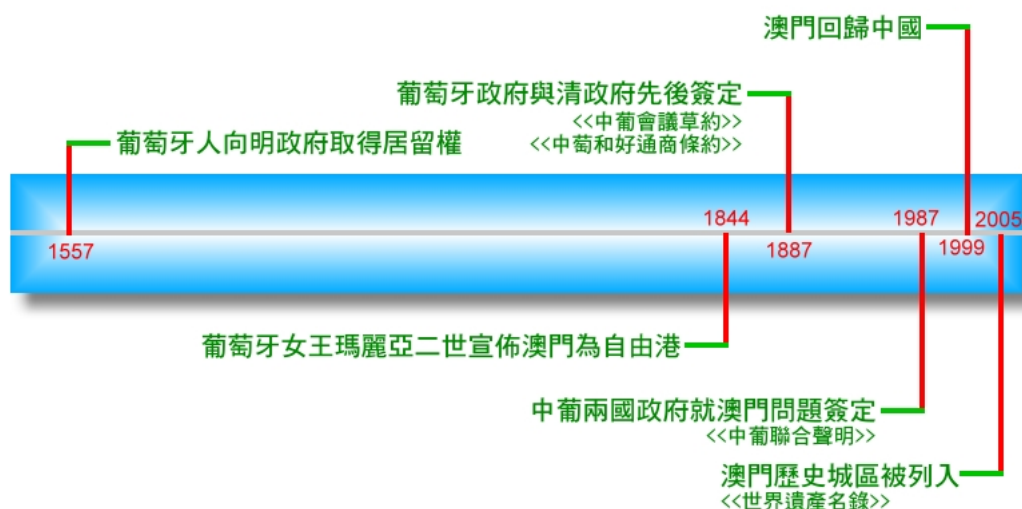 澳門回歸中國
葡萄牙政府與清政府先後簽定
<<中葡會議草約>>
<<中萄和好通商條約>>
葡萄牙人向明政府取得居留權
1844
1987
2005
1557
1887
1999
葡萄牙女王瑪麗亞二世宣佈澳門為自由港
中葡兩國政府就澳門問題簽定
<<中葡聯合聲明>>
澳門歷史城區被列入
<<世界遺產名錄>>